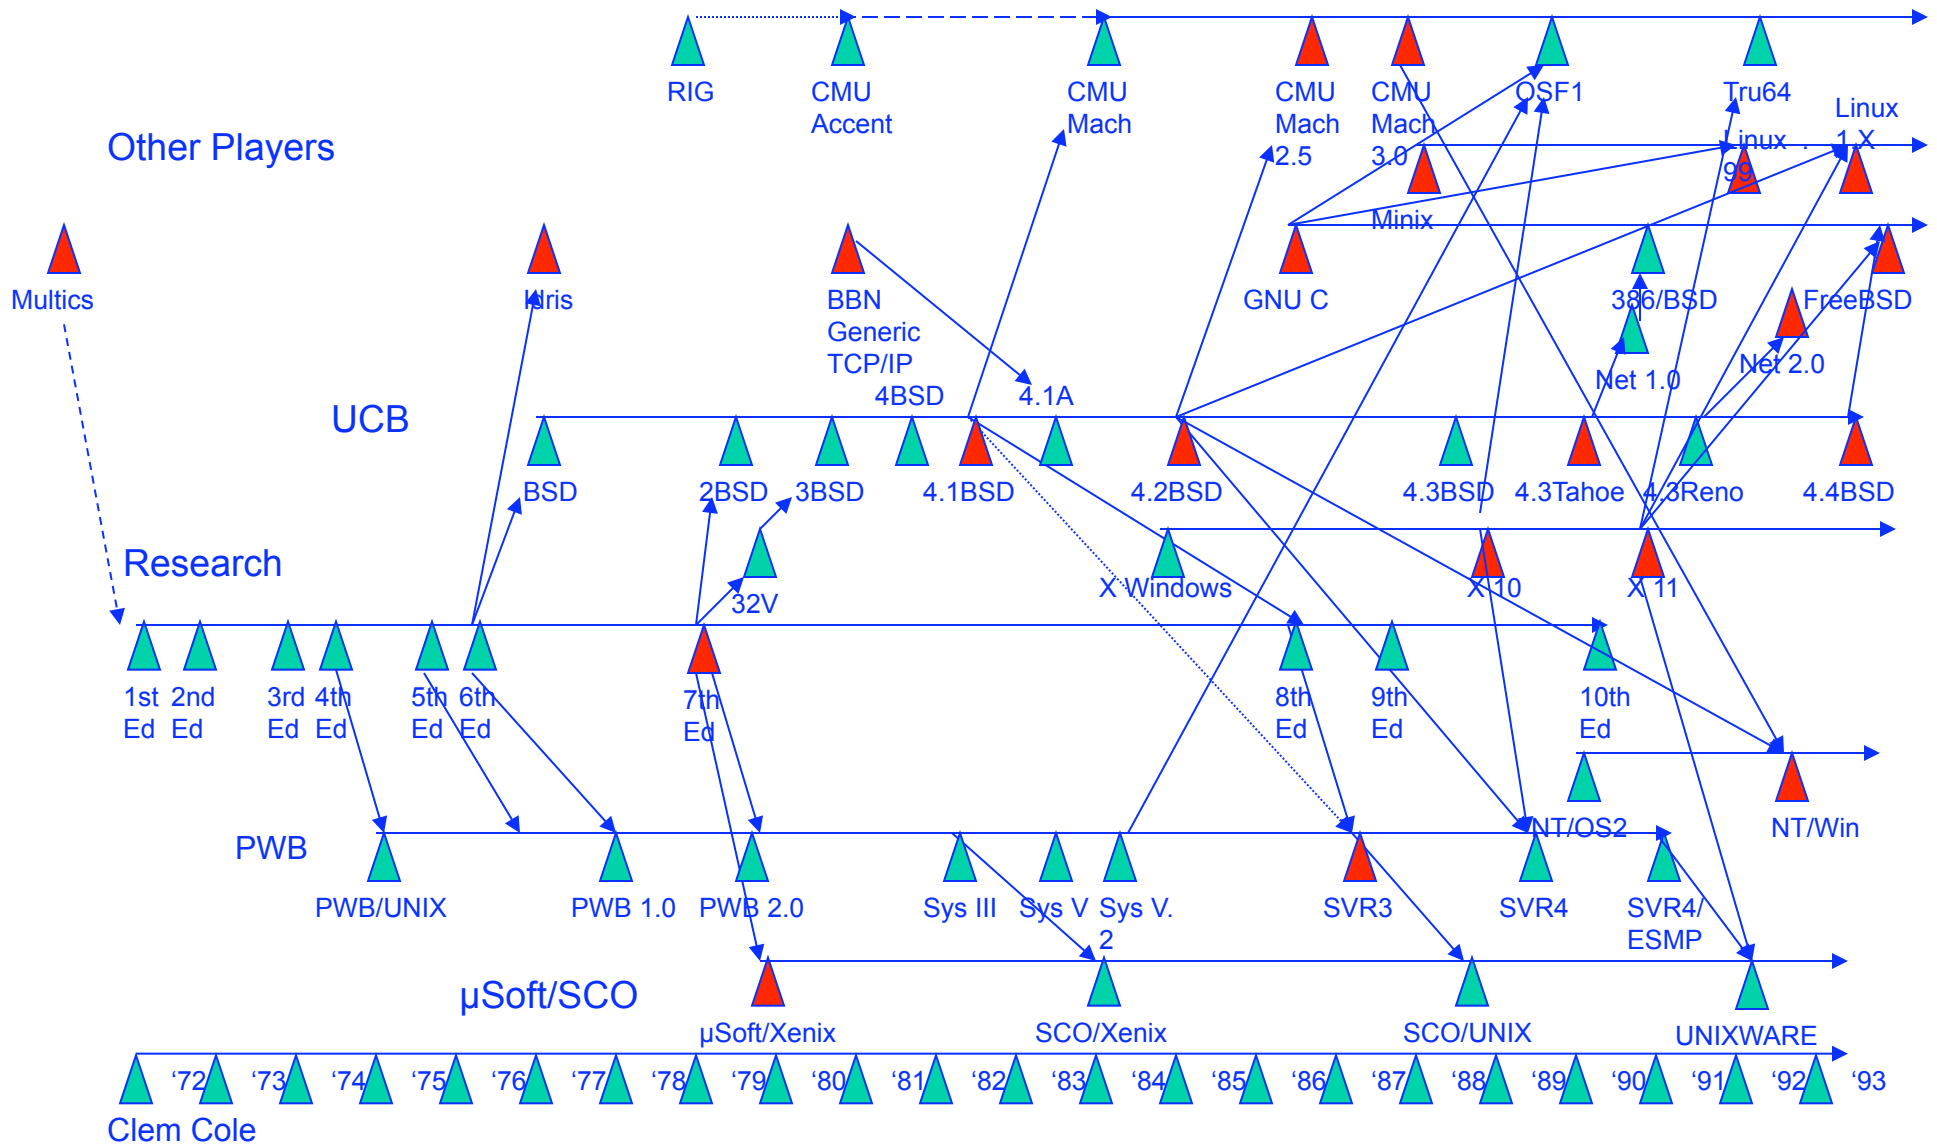 RIG
CMU
Accent
CMU
Mach
CMU
Mach
2.5
CMU
Mach
3.0
OSF1
Tru64
Linux
1.X
Other Players
Linux .
99
Minix
Multics
Idris
BBN
Generic
TCP/IP
GNU C
386/BSD
FreeBSD
Net 1.0
Net 2.0
UCB
4BSD
4.1A
BSD
2BSD
3BSD
4.1BSD
4.2BSD
4.3BSD
4.3Tahoe
4.3Reno
4.4BSD
Research
32V
X Windows
X 10
X 11
1st
Ed
2nd
Ed
3rd
Ed
4th
Ed
5th
Ed
6th
Ed
7th
Ed
8th
Ed
9th
Ed
10th
Ed
NT/OS2
NT/Win
PWB
PWB/UNIX
PWB 1.0
PWB 2.0
Sys III
Sys V
Sys V.
2
SVR3
SVR4
SVR4/
ESMP
µSoft/SCO
µSoft/Xenix
SCO/Xenix
SCO/UNIX
UNIXWARE
‘72 ‘73 ‘74 ‘75 ‘76 ‘77 ‘78 ‘79 ‘80 ‘81 ‘82 ‘83 ‘84 ‘85 ‘86 ‘87 ‘88 ‘89 ‘90 ‘91 ‘92 ‘93
Clem Cole